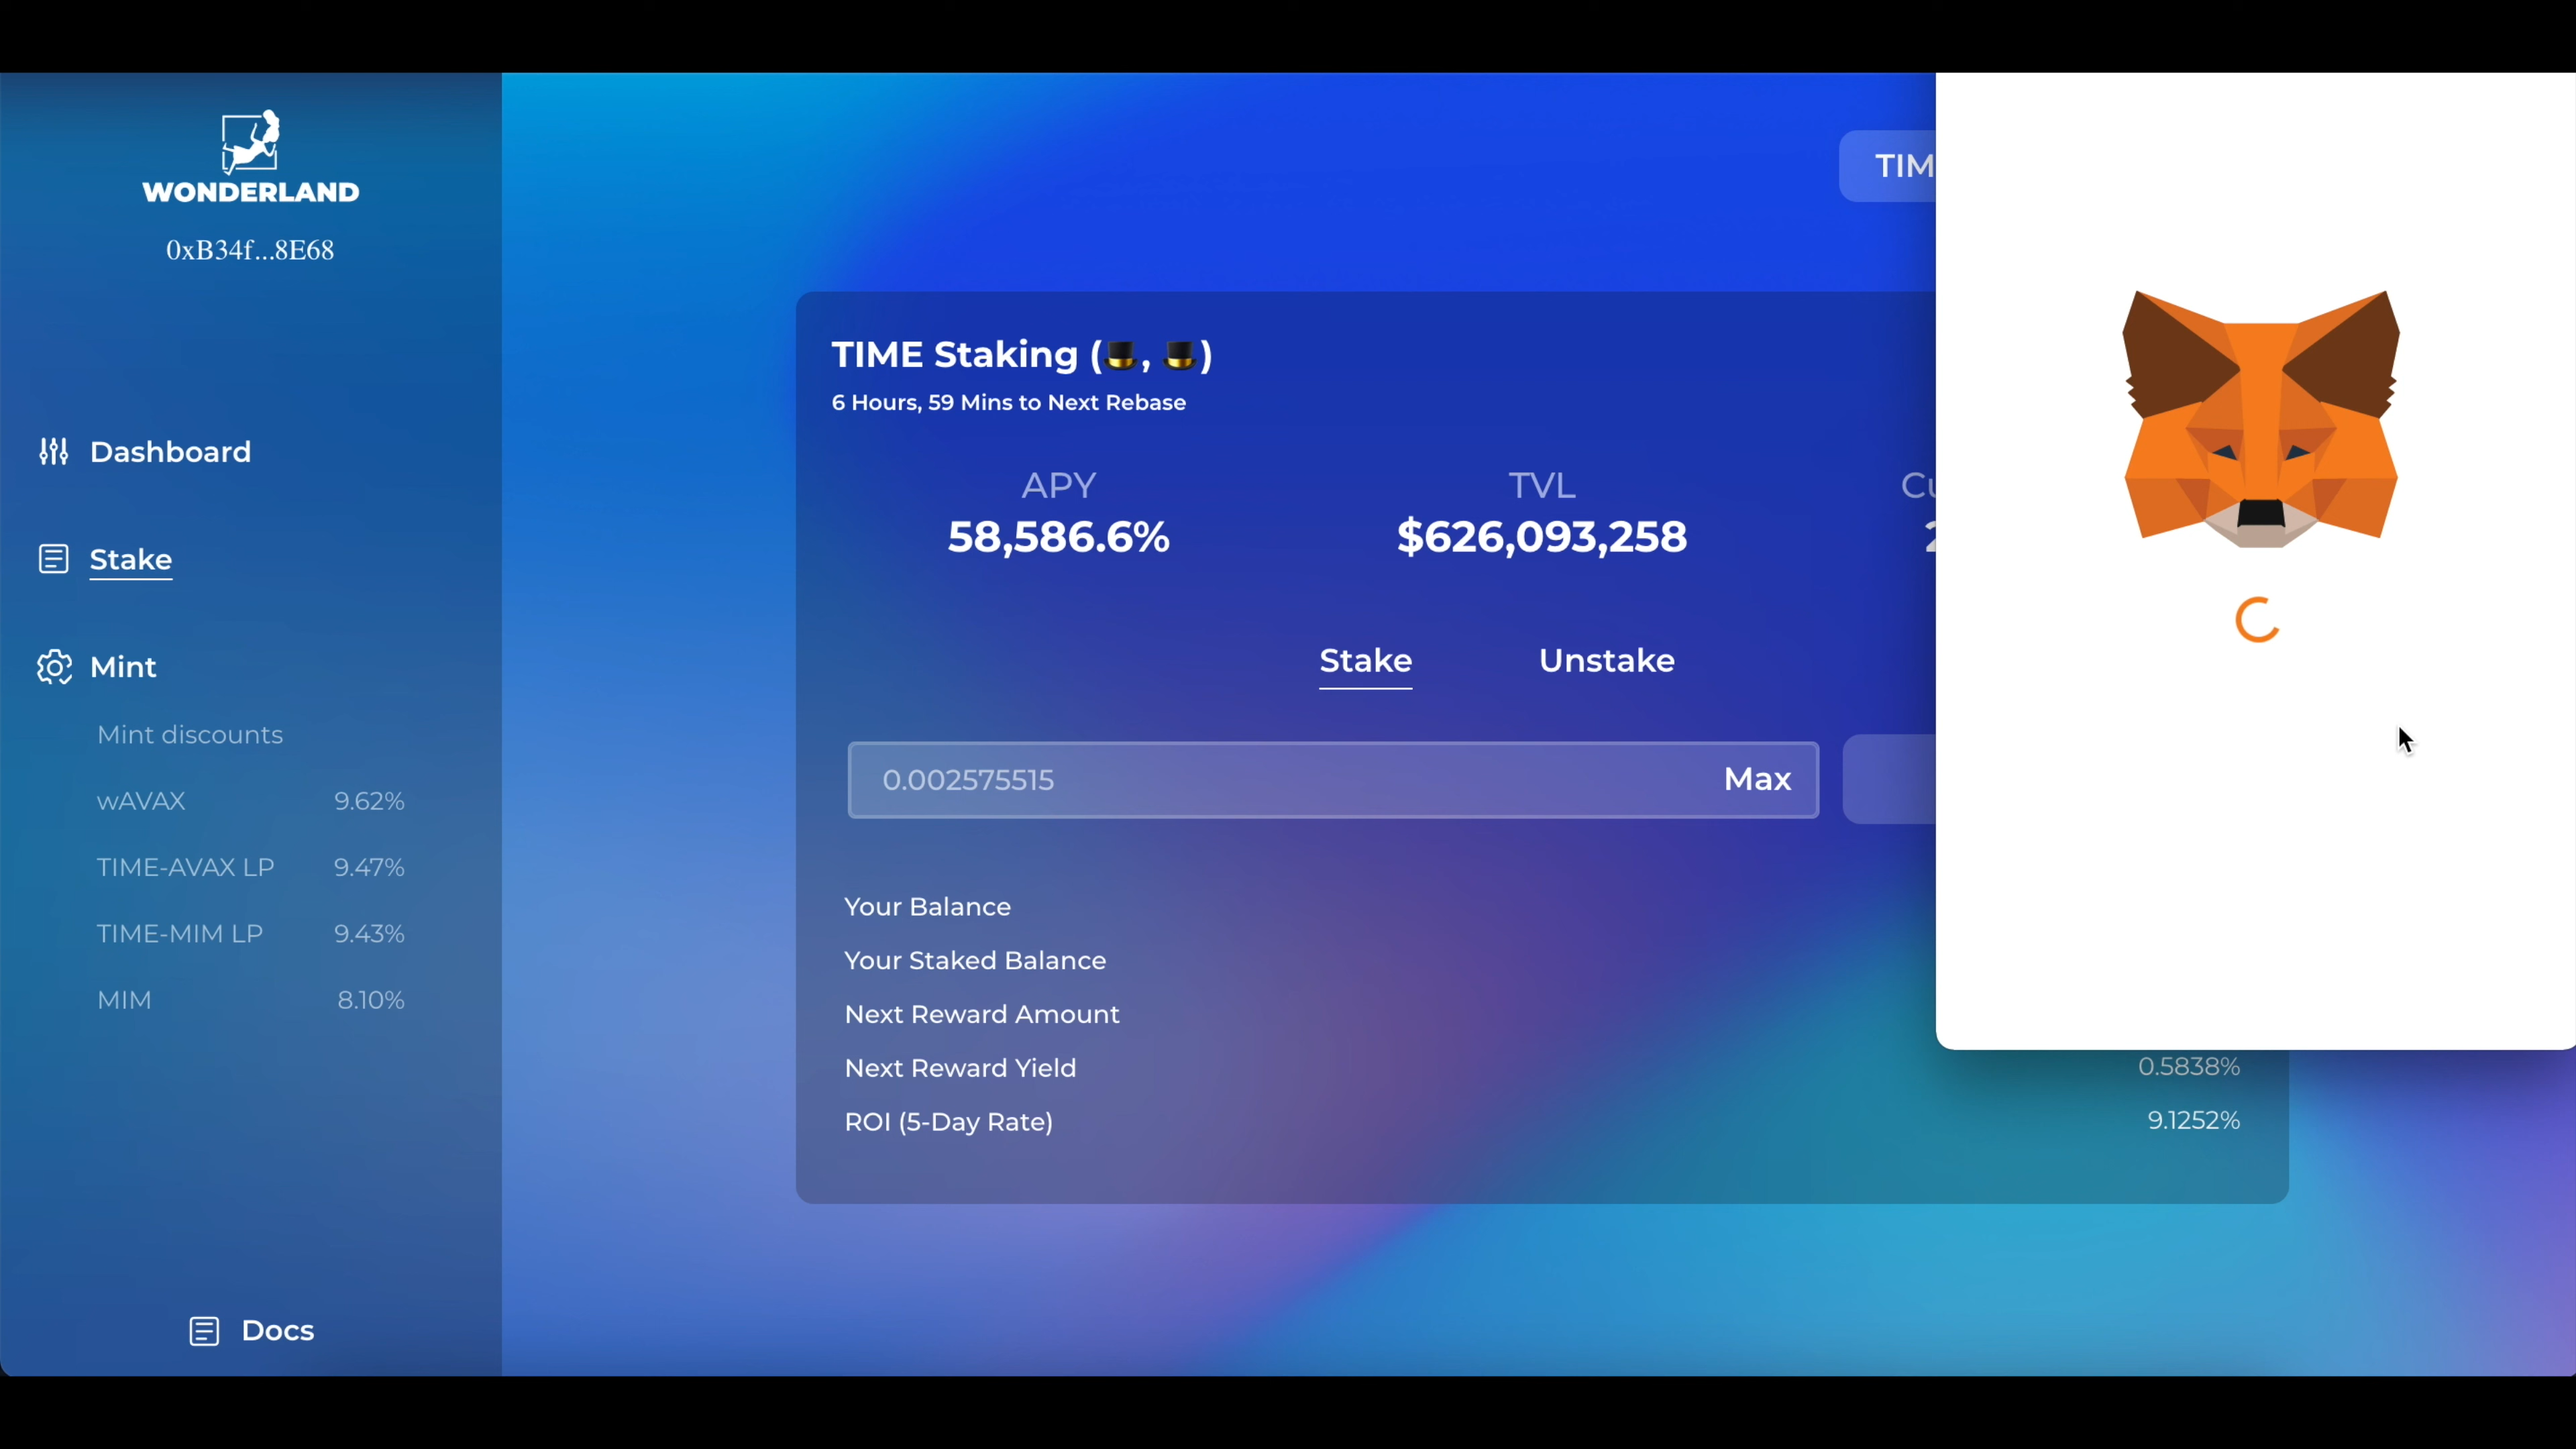 WONDERLAND
0xB34f...8E68
Dashboard
Stake
Mint
Mint discounts
wAVAX 9.62%
TIME-AVAX LP 9.47%
TIME-MIM LP 9.43%
MIM 8.10%
Docs
TIME Staking (🎩, 🎩)
6 Hours, 59 Mins to Next Rebase
APY
58,586.6%
TVL
$626,093,258
Stake Unstake
0.002575515 Max
Your Balance
Your Staked Balance
Next Reward Amount
Next Reward Yield 0.5838%
ROI (5-Day Rate) 9.1252%